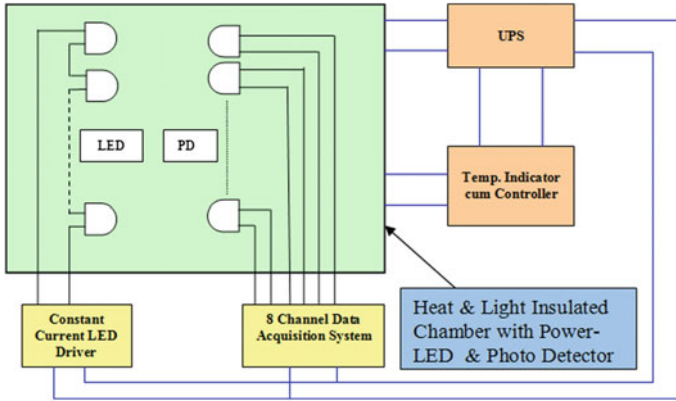 UPS
LED
PD
Temp. Indicator
cum Controller
Constant
Current LED
Driver
8 Channel Data
Acquisition System
Heat & Light Insulated
Chamber with Power-
LED & Photo Detector